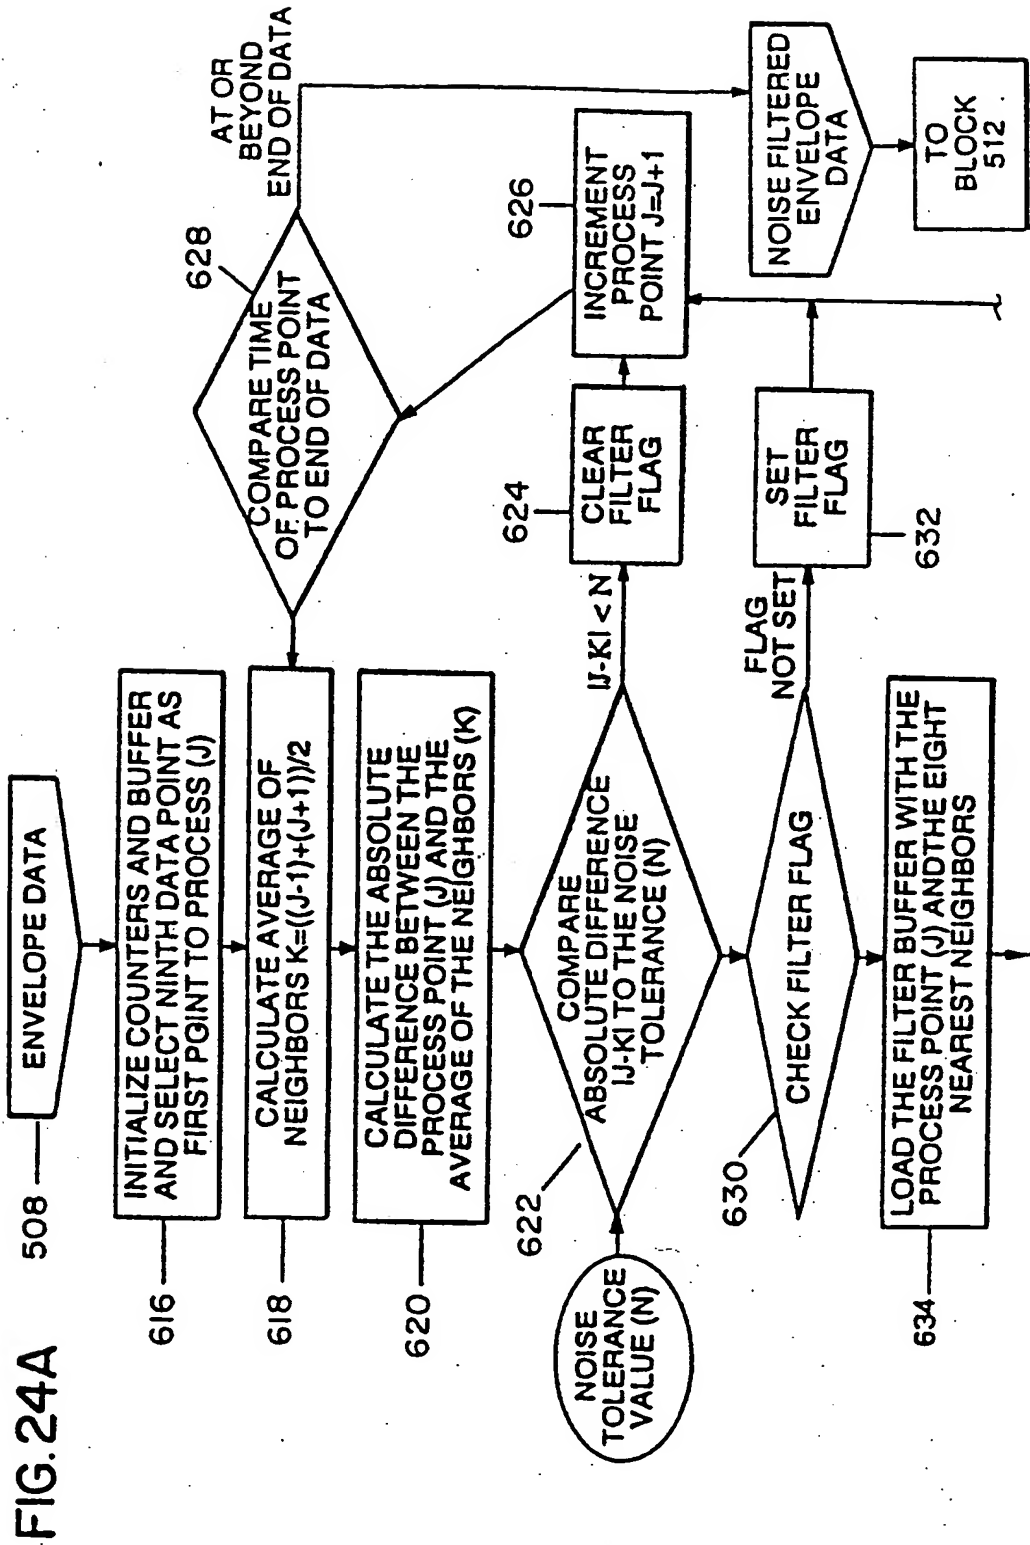 FIG. 24A
508
ENVELOPE DATA
616
INITIALIZE COUNTERS AND BUFFER
AND SELECT NINTH DATA POINT AS
FIRST POINT TO PROCESS (J)
618
CALCULATE AVERAGE OF
NEIGHBORS K=((J-1)+(J+1))/2
620
CALCULATE THE ABSOLUTE
DIFFERENCE BETWEEN THE
PROCESS POINT (J) AND THE
AVERAGE OF THE NEIGHBORS (K)
NOISE
TOLERANCE
VALUE (N)
622
COMPARE
ABSOLUTE DIFFERENCE
|J-K| TO THE NOISE
TOLERANCE (N)
|J-K| < N
624
CLEAR
FILTER
FLAG
626
INCREMENT
PROCESS
POINT J=J+1
628
COMPARE TIME
OF PROCESS POINT
TO END OF DATA
AT OR
BEYOND
END OF DATA
NOISE FILTERED
ENVELOPE
DATA
TO
BLOCK
512
630
CHECK FILTER FLAG
FLAG
NOT SET
SET
FILTER
FLAG
632
634
LOAD THE FILTER BUFFER WITH THE
PROCESS POINT (J) ANDTHE EIGHT
NEAREST NEIGHBORS